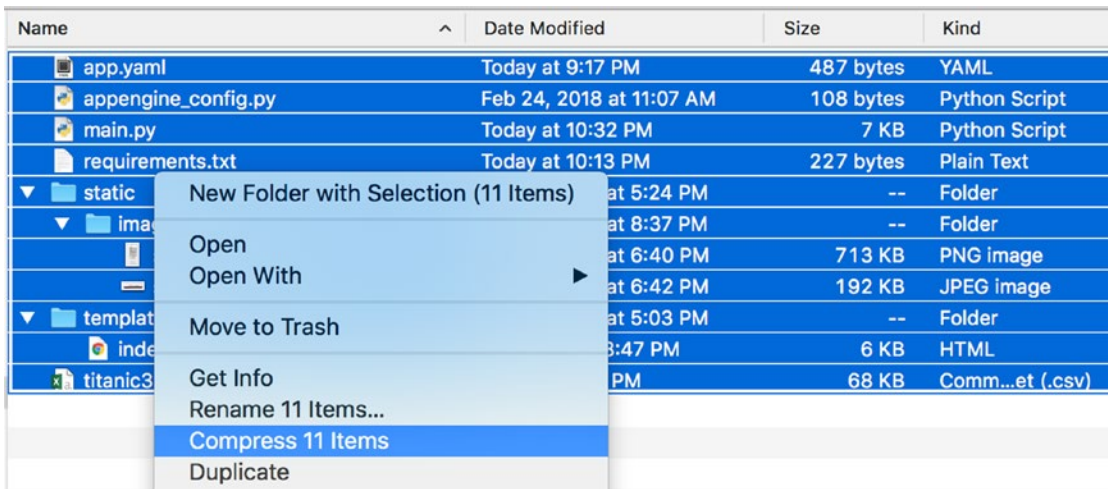 Name Date Modified Size Kind
app.yaml Today at 9:17 PM 487 bytes YAML
appengine_config.py Feb 24, 2018 at 11:07 AM 108 bytes Python Script
main.py Today at 10:32 PM 7 KB Python Script
requirements.txt Today at 10:13 PM 227 bytes Plain Text
static at 5:24 PM -- Folder
ima at 8:37 PM -- Folder
at 6:40 PM 713 KB PNG image
at 6:42 PM 192 KB JPEG image
templat at 5:03 PM -- Folder
inde 3:47 PM 6 KB HTML
titanic3 PM 68 KB Comm...et (.csv)
New Folder with Selection (11 Items)
Open
Open With
Move to Trash
Get Info
Rename 11 Items...
Compress 11 Items
Duplicate